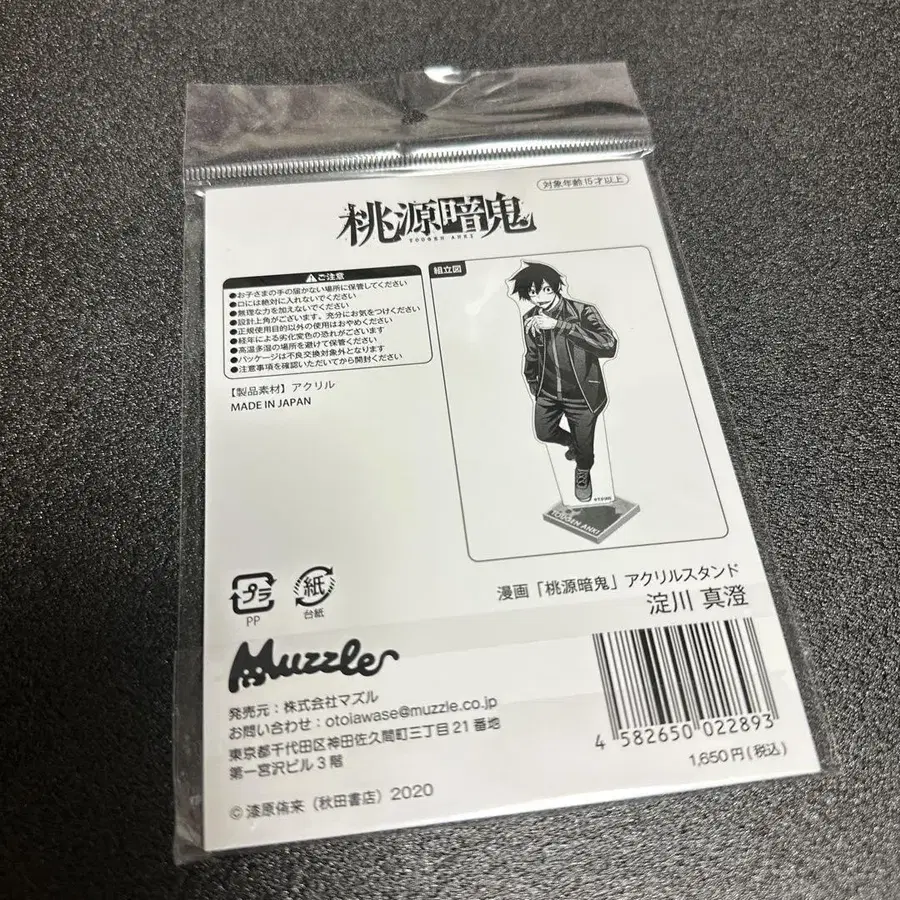 対象年齢15才以上
桃源暗鬼
TOUGEN ANKI
ご注意
●お子さまの手の届かない場所に保管してください
●口には絶対に入れないでください
●無理な力を加えないでください
●設計上角がございます。充分にお気をつけください
●正規使用目的以外の使用はおやめください
●経年による劣化変色の恐れがございます
●高温多湿の場所を避けて保管ください
●パッケージは不良交換対象外となります
●注意事項を確認いただいてから開封ください
【製品素材】アクリル
MADE IN JAPAN
組立図
TOUGEN ANKI
プラ
PP
紙
台紙
漫画「桃源暗鬼」アクリルスタンド
淀川 真澄
Muzzle
発売元：株式会社マズル
お問い合わせ：otoiawase@muzzle.co.jp
東京都千代田区神田佐久間町三丁目21番地
第一宮沢ビル3階
©漆原侑来（秋田書店）2020
4 582650 022893
1,650円(税込)